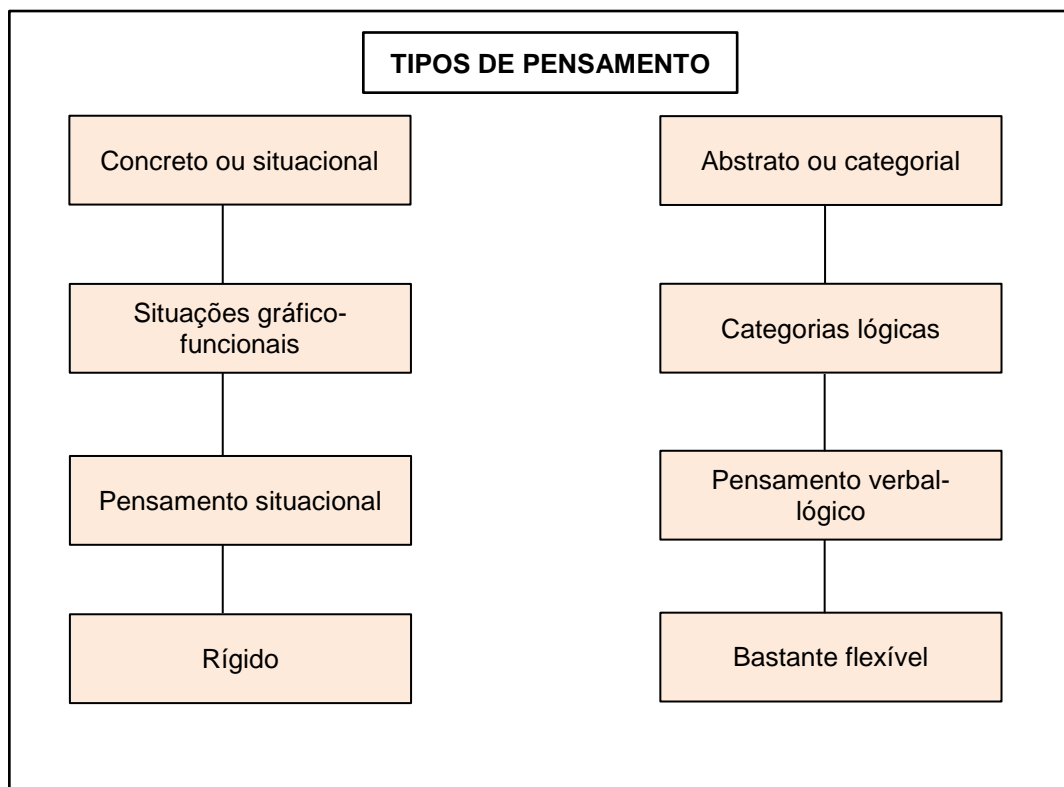 TIPOS DE PENSAMENTO
Concreto ou situacional
Situações gráfico-
funcionais
Pensamento situacional
Rígido
Abstrato ou categorial
Categorias lógicas
Pensamento verbal-
lógico
Bastante flexível